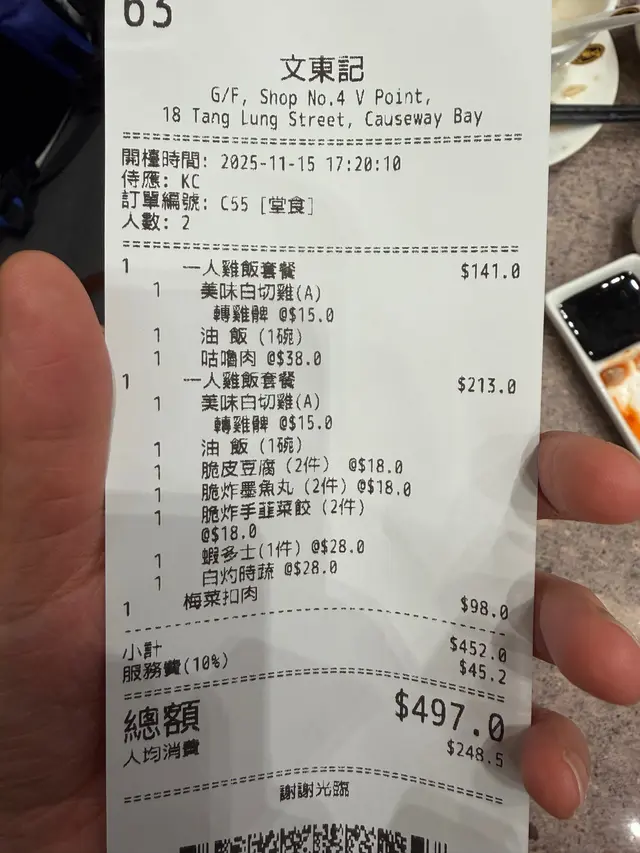 63
文東記
G/F, Shop No.4 V Point,
18 Tang Lung Street, Causeway Bay
開檯時間: 2025-11-15 17:20:10
侍應: KC
訂單編號: C55 [堂食]
人數: 2
1 一人雞飯套餐 $141.0
1 美味白切雞(A)
轉雞髀 @$15.0
1 油 飯 (1碗)
1 咕嚕肉 @$38.0
1 一人雞飯套餐 $213.0
1 美味白切雞(A)
轉雞髀 @$15.0
1 油 飯 (1碗)
1 脆皮豆腐 (2件) @$18.0
1 脆炸墨魚丸 (2件) @$18.0
1 脆炸手韮菜餃 (2件)
@$18.0
1 蝦多士(1件) @$28.0
1 白灼時蔬 @$28.0
1 梅菜扣肉 $98.0
小計 $452.0
服務費(10%) $45.2
總額 $497.0
人均消費 $248.5
謝謝光臨